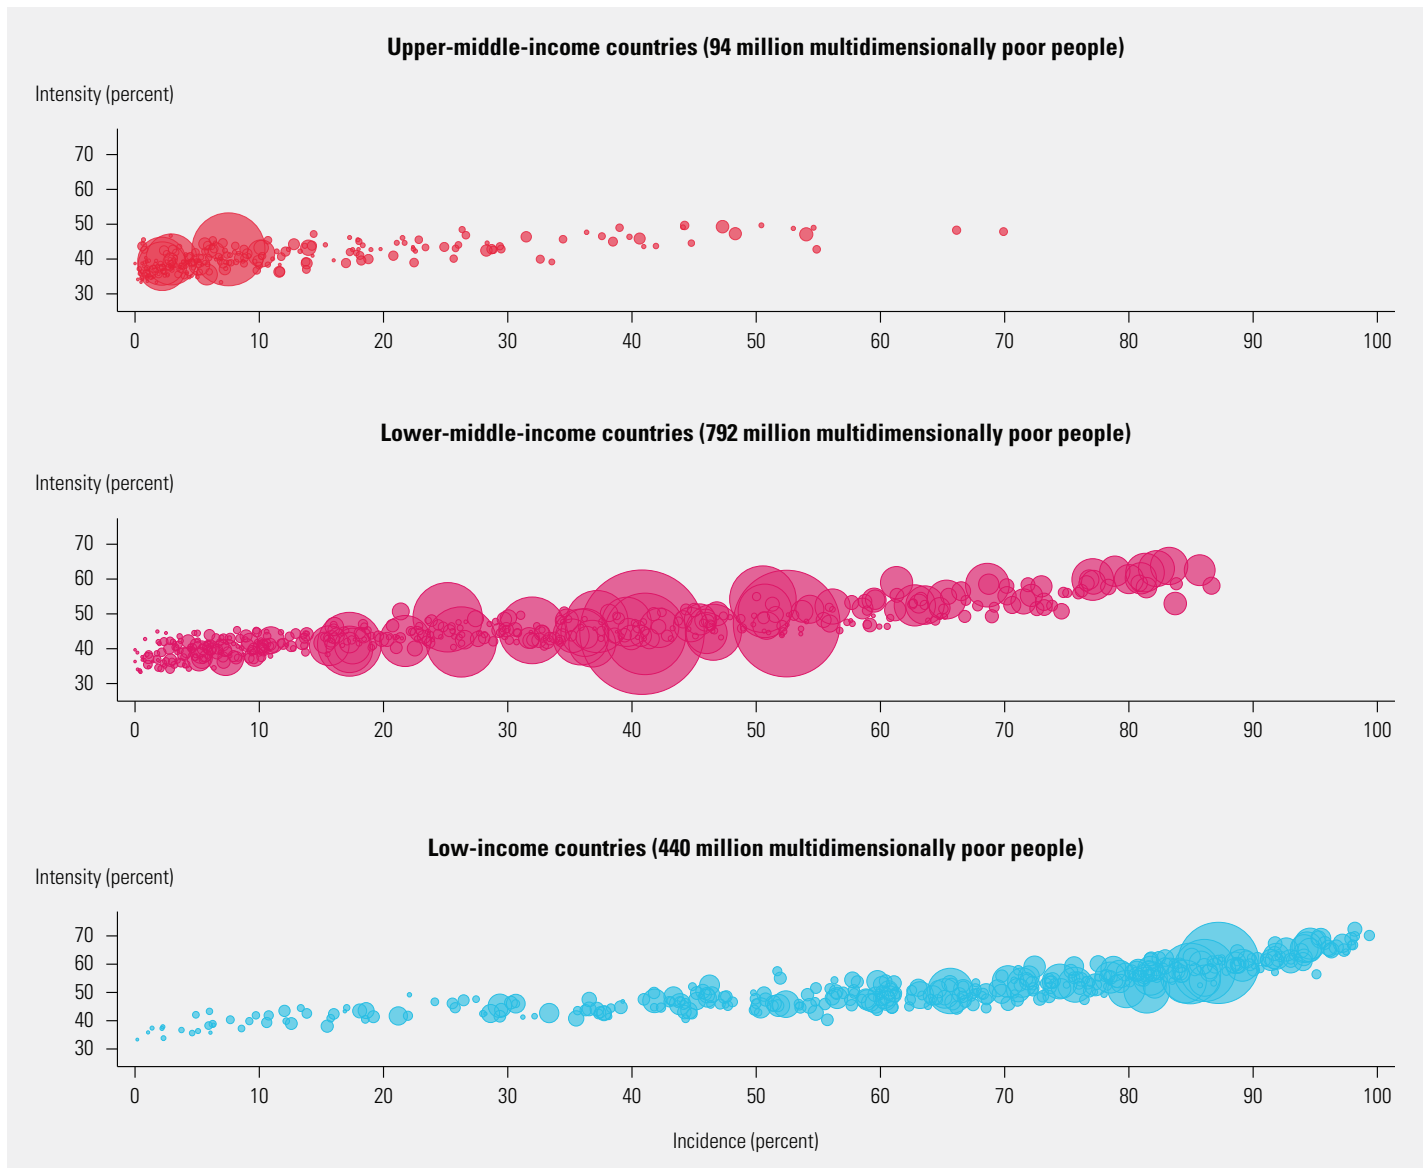 Upper-middle-income countries (94 million multidimensionally poor people)
Intensity (percent)
70
60
50
40
30
0 10 20 30 40 50 60 70 80 90 100
Lower-middle-income countries (792 million multidimensionally poor people)
Intensity (percent)
70
60
50
40
30
0 10 20 30 40 50 60 70 80 90 100
Low-income countries (440 million multidimensionally poor people)
Intensity (percent)
70
60
50
40
30
0 10 20 30 40 50 60 70 80 90 100
Incidence (percent)